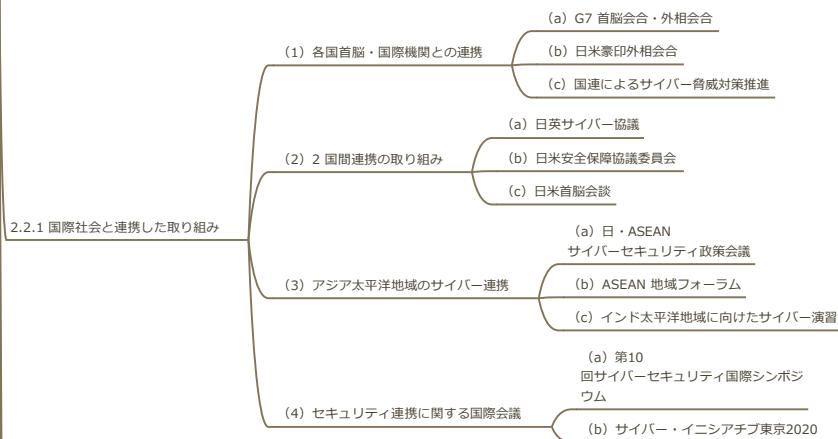 2.2.1 国際社会と連携した取り組み
（1）各国首脳・国際機関との連携
（a）G7 首脳会合・外相会合
（b）日米豪印外相会合
（c）国連によるサイバー脅威対策推進
（2）2 国間連携の取り組み
（a）日英サイバー協議
（b）日米安全保障協議委員会
（c）日米首脳会談
（3）アジア太平洋地域のサイバー連携
（a）日・ASEAN
サイバーセキュリティ政策会議
（b）ASEAN 地域フォーラム
（c）インド太平洋地域に向けたサイバー演習
（4）セキュリティ連携に関する国際会議
（a）第10
回サイバーセキュリティ国際シンポジ
ウム
（b）サイバー・イニシアチブ東京2020